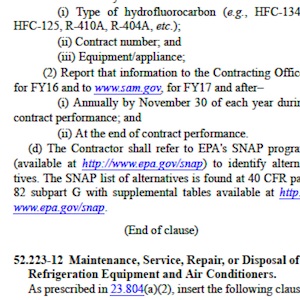 (i) Type of hydrofluorocarbon (e.g., HFC-134
HFC-125, R-410A, R-404A, etc.);
(ii) Contract number; and
(iii) Equipment/appliance;
(2) Report that information to the Contracting Offic
for FY16 and to www.sam.gov, for FY17 and after–
(i) Annually by November 30 of each year durin
contract performance; and
(ii) At the end of contract performance.
(d) The Contractor shall refer to EPA's SNAP progra
(available at http://www.epa.gov/snap) to identify altern
tives. The SNAP list of alternatives is found at 40 CFR pa
82 subpart G with supplemental tables available at http:
www.epa.gov/snap.
(End of clause)
52.223-12 Maintenance, Service, Repair, or Disposal of
Refrigeration Equipment and Air Conditioners.
As prescribed in 23.804(a)(2), insert the following claus